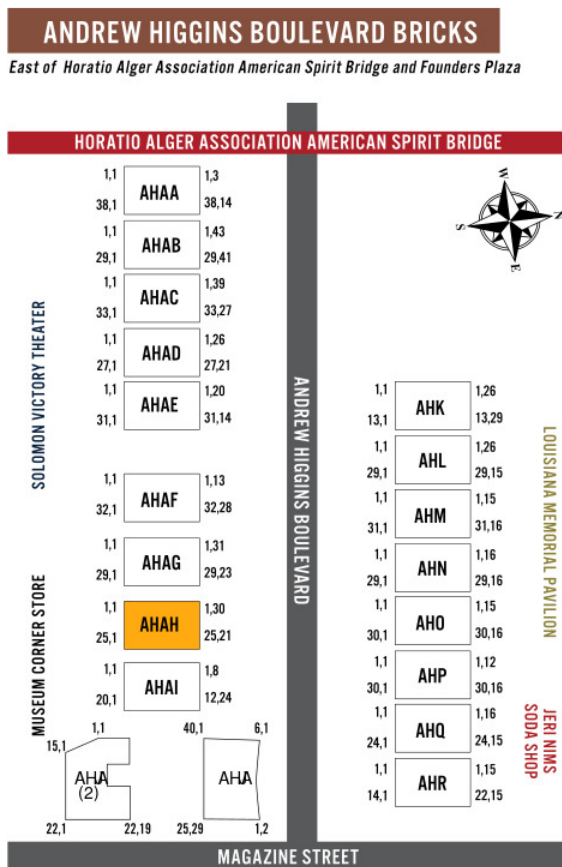 ANDREW HIGGINS BOULEVARD BRICKS
East of Horatio Alger Association American Spirit Bridge and Founders Plaza
HORATIO ALGER ASSOCIATION AMERICAN SPIRIT BRIDGE
W
N
S
E
1,1 AHAA 1,3
38,1 38,14
1,1 AHAB 1,43
29,1 29,41
1,1 AHAC 1,39
33,1 33,27
1,1 AHAD 1,26
27,1 27,21
1,1 AHAE 1,20
31,1 31,14
1,1 AHAF 1,13
32,1 32,28
1,1 AHAG 1,31
29,1 29,23
1,1 AHAH 1,30
25,1 25,21
1,1 AHAI 1,8
20,1 12,24
1,1
15,1
AHA
(2)
22,1 22,19
40,1 6,1
25,29 1,2
SOLOMON VICTORY THEATER
MUSEUM CORNER STORE
ANDREW HIGGINS BOULEVARD
1,1 AHK 1,26
13,1 13,29
1,1 AHL 1,26
29,1 29,15
1,1 AHM 1,15
31,1 31,16
1,1 AHN 1,16
29,1 29,16
1,1 AHO 1,15
30,1 30,16
1,1 AHP 1,12
30,1 30,16
1,1 AHQ 1,16
24,1 24,15
1,1 AHR 1,15
14,1 22,15
LOUISIANA MEMORIAL PAVILION
JERI NIMS
SODA SHOP
MAGAZINE STREET